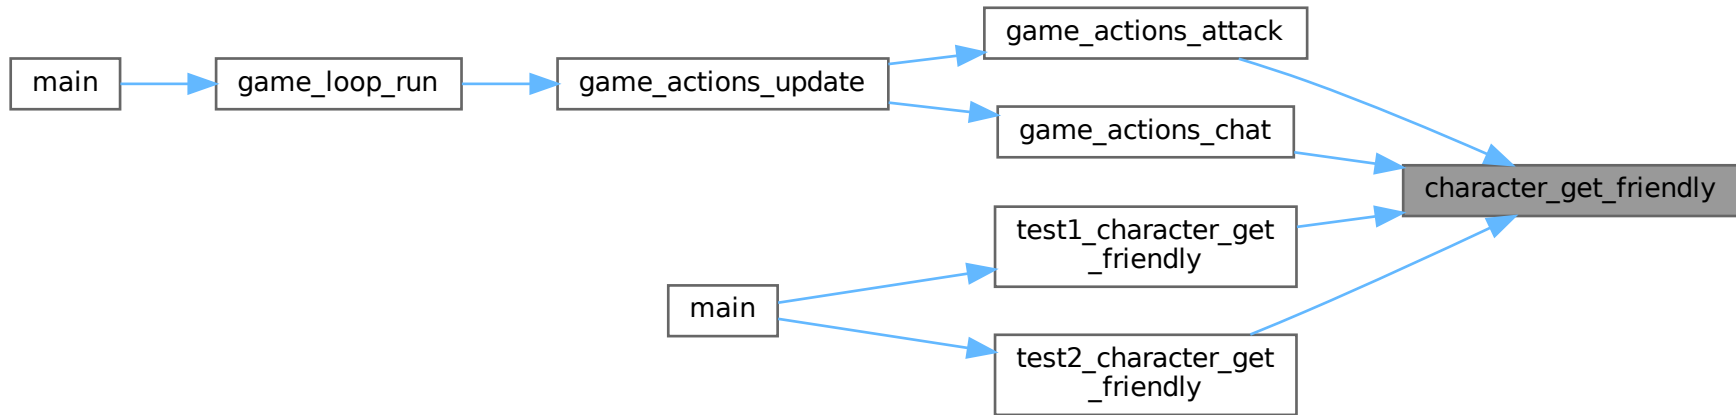 main
game_loop_run
game_actions_update
game_actions_attack
game_actions_chat
character_get_friendly
test1_character_get
_friendly
main
test2_character_get
_friendly